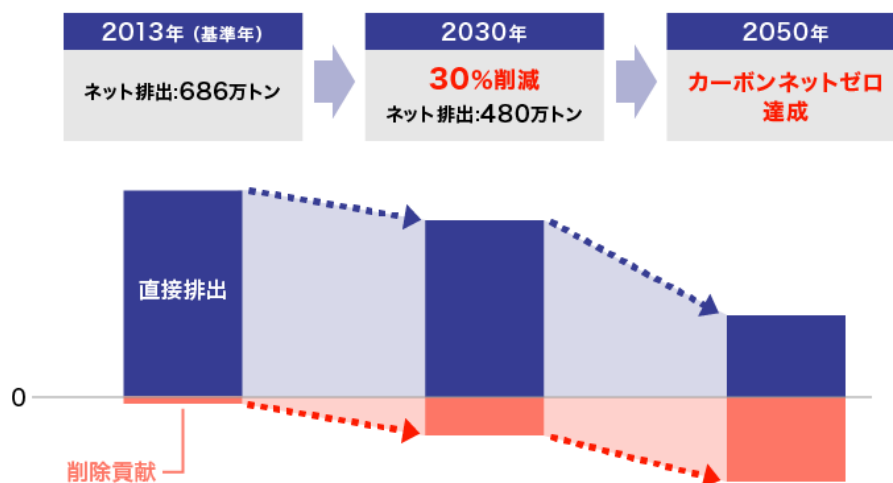 2013年（基準年）
ネット排出:686万トン
2030年
30%削減
ネット排出:480万トン
2050年
カーボンネットゼロ
達成
直接排出
0
削除貢献